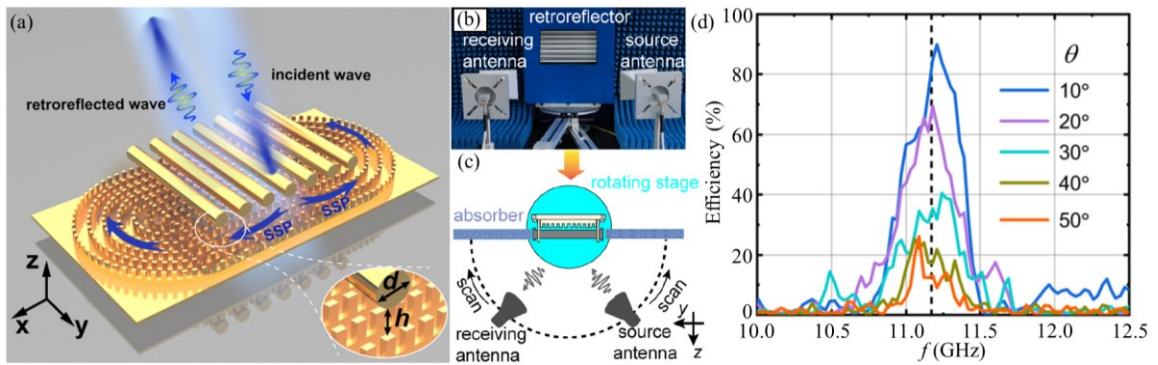 (a)
incident wave
retroreflected wave
SSP
SSP
z
x
y
d
h
(b)
retroreflector
receiving
antenna
source
antenna
(c)
rotating stage
absorber
scan
scan
receiving
antenna
source
antenna
y
z
(d)
100
80
60
40
20
0
Efficiency (%)
θ
10°
20°
30°
40°
50°
10.0
10.5
11.0
11.5
12.0
12.5
f (GHz)